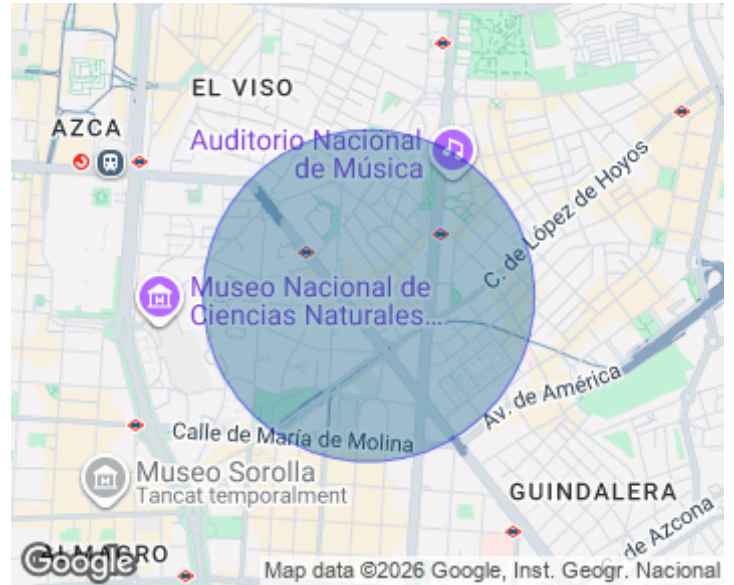 EL VISO
AZCA
Auditorio Nacional
de Música
C. de López de Hoyos
Museo Nacional de
Ciencias Naturales...
Av. de América
Calle de María de Molina
Museo Sorolla
Tancat temporalment
GUINDALERA
C. de Azcona
ALMAGRO
Google
Map data ©2026 Google, Inst. Geogr. Nacional